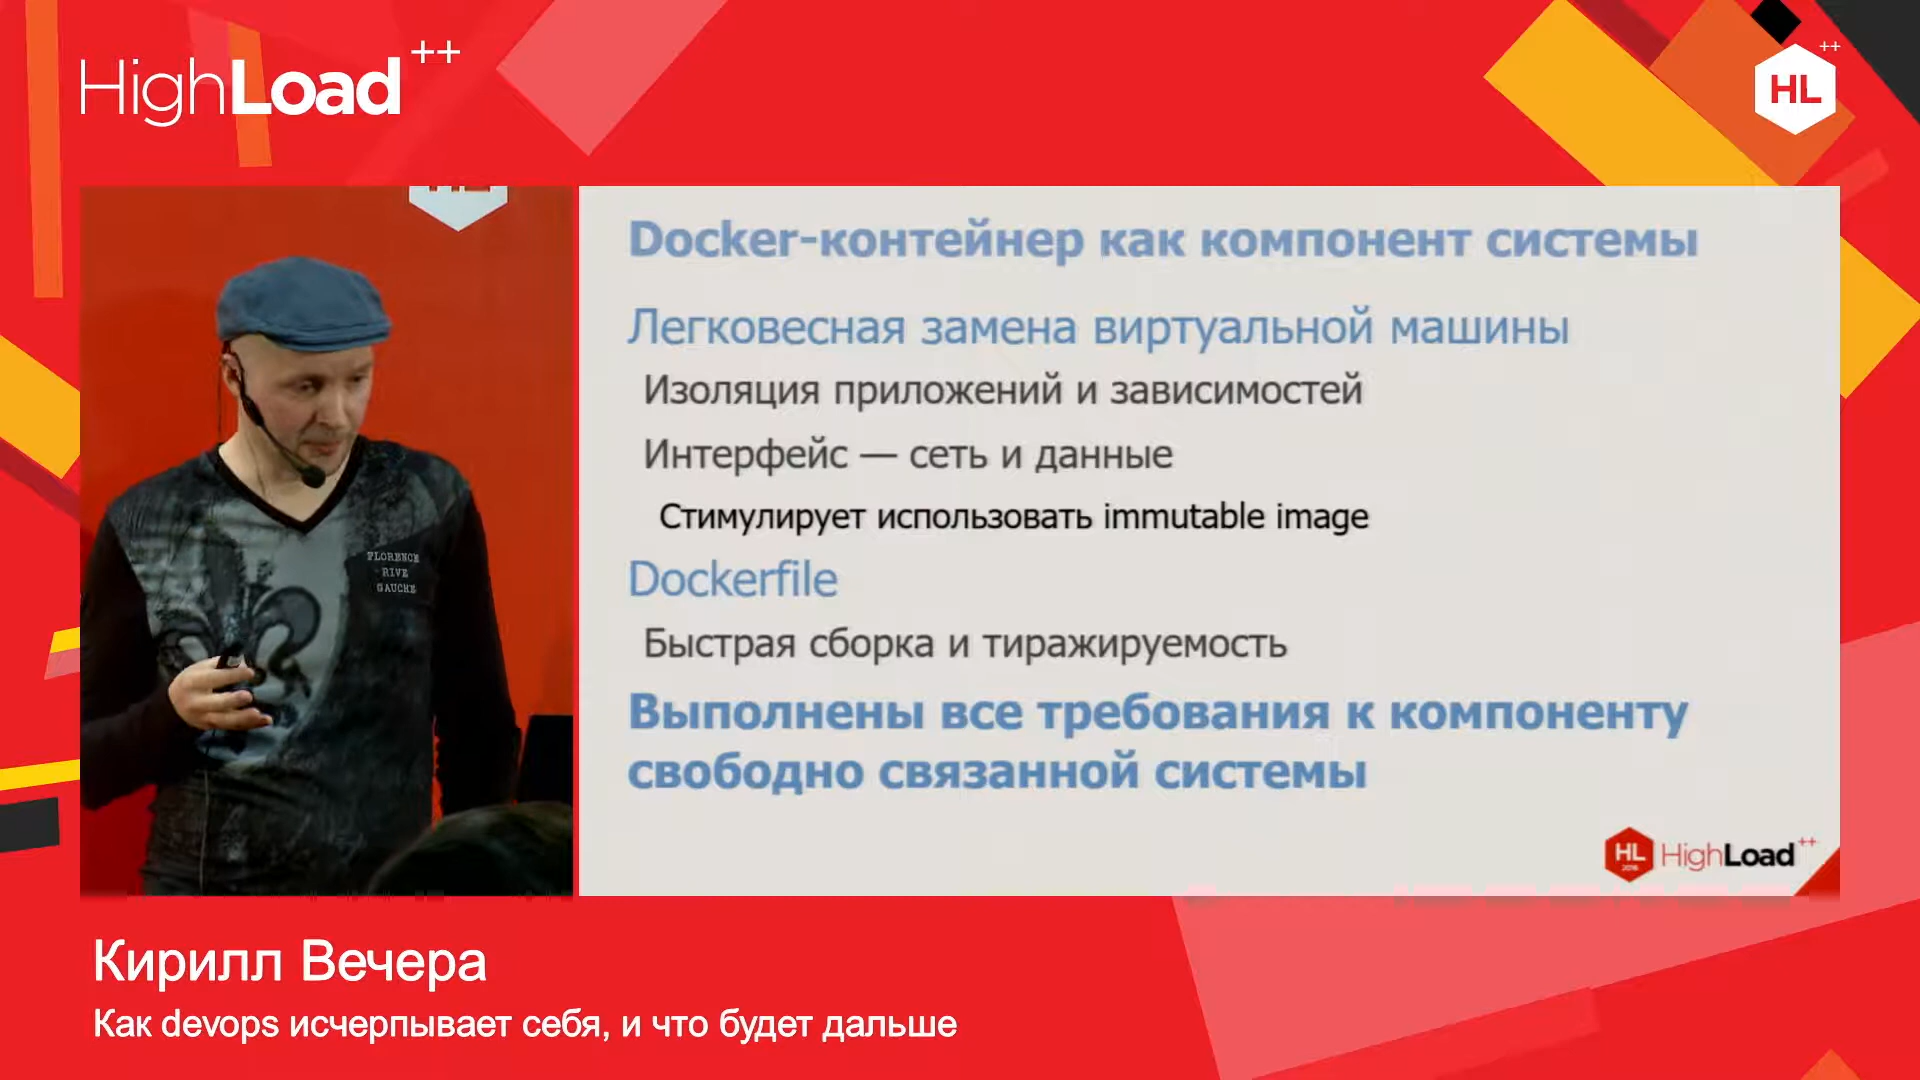 HighLoad++
HL++
Docker-контейнер как компонент системы
Легковесная замена виртуальной машины
Изоляция приложений и зависимостей
Интерфейс — сеть и данные
Стимулирует использовать immutable image
Dockerfile
Быстрая сборка и тиражируемость
Выполнены все требования к компоненту
свободно связанной системы
FLORENCE
RIVE
GAUCHE
HL
HighLoad++
Кирилл Вечера
Как devops исчерпывает себя, и что будет дальше